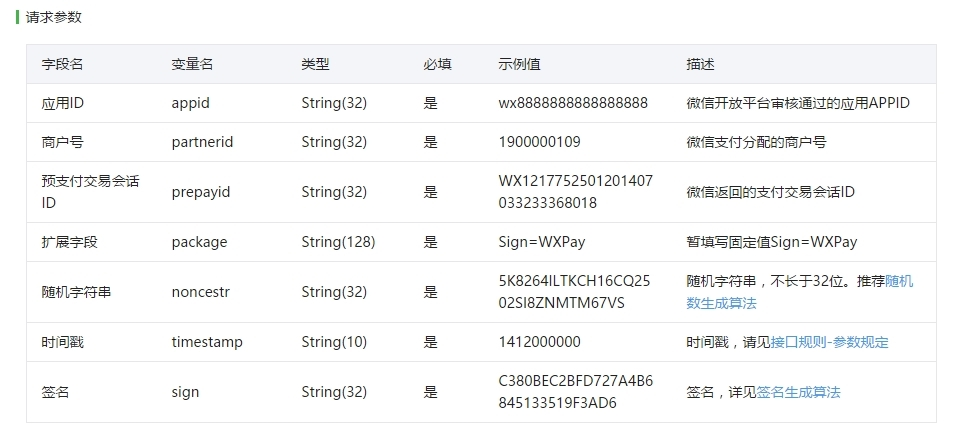 请求参数
字段名 变量名 类型 必填 示例值 描述
应用ID appid String(32) 是 wx8888888888888888 微信开放平台审核通过的应用APPID
商户号 partnerid String(32) 是 1900000109 微信支付分配的商户号
预支付交易会话
ID prepayid String(32) 是 WX1217752501201407
033233368018 微信返回的支付交易会话ID
扩展字段 package String(128) 是 Sign=WXPay 暂填写固定值Sign=WXPay
随机字符串 noncestr String(32) 是 5K8264ILTKCH16CQ25
02SI8ZNMTM67VS 随机字符串，不长于32位。推荐随机
数生成算法
时间戳 timestamp String(10) 是 1412000000 时间戳，请见接口规则-参数规定
签名 sign String(32) 是 C380BEC2BFD727A4B6
845133519F3AD6 签名，详见签名生成算法